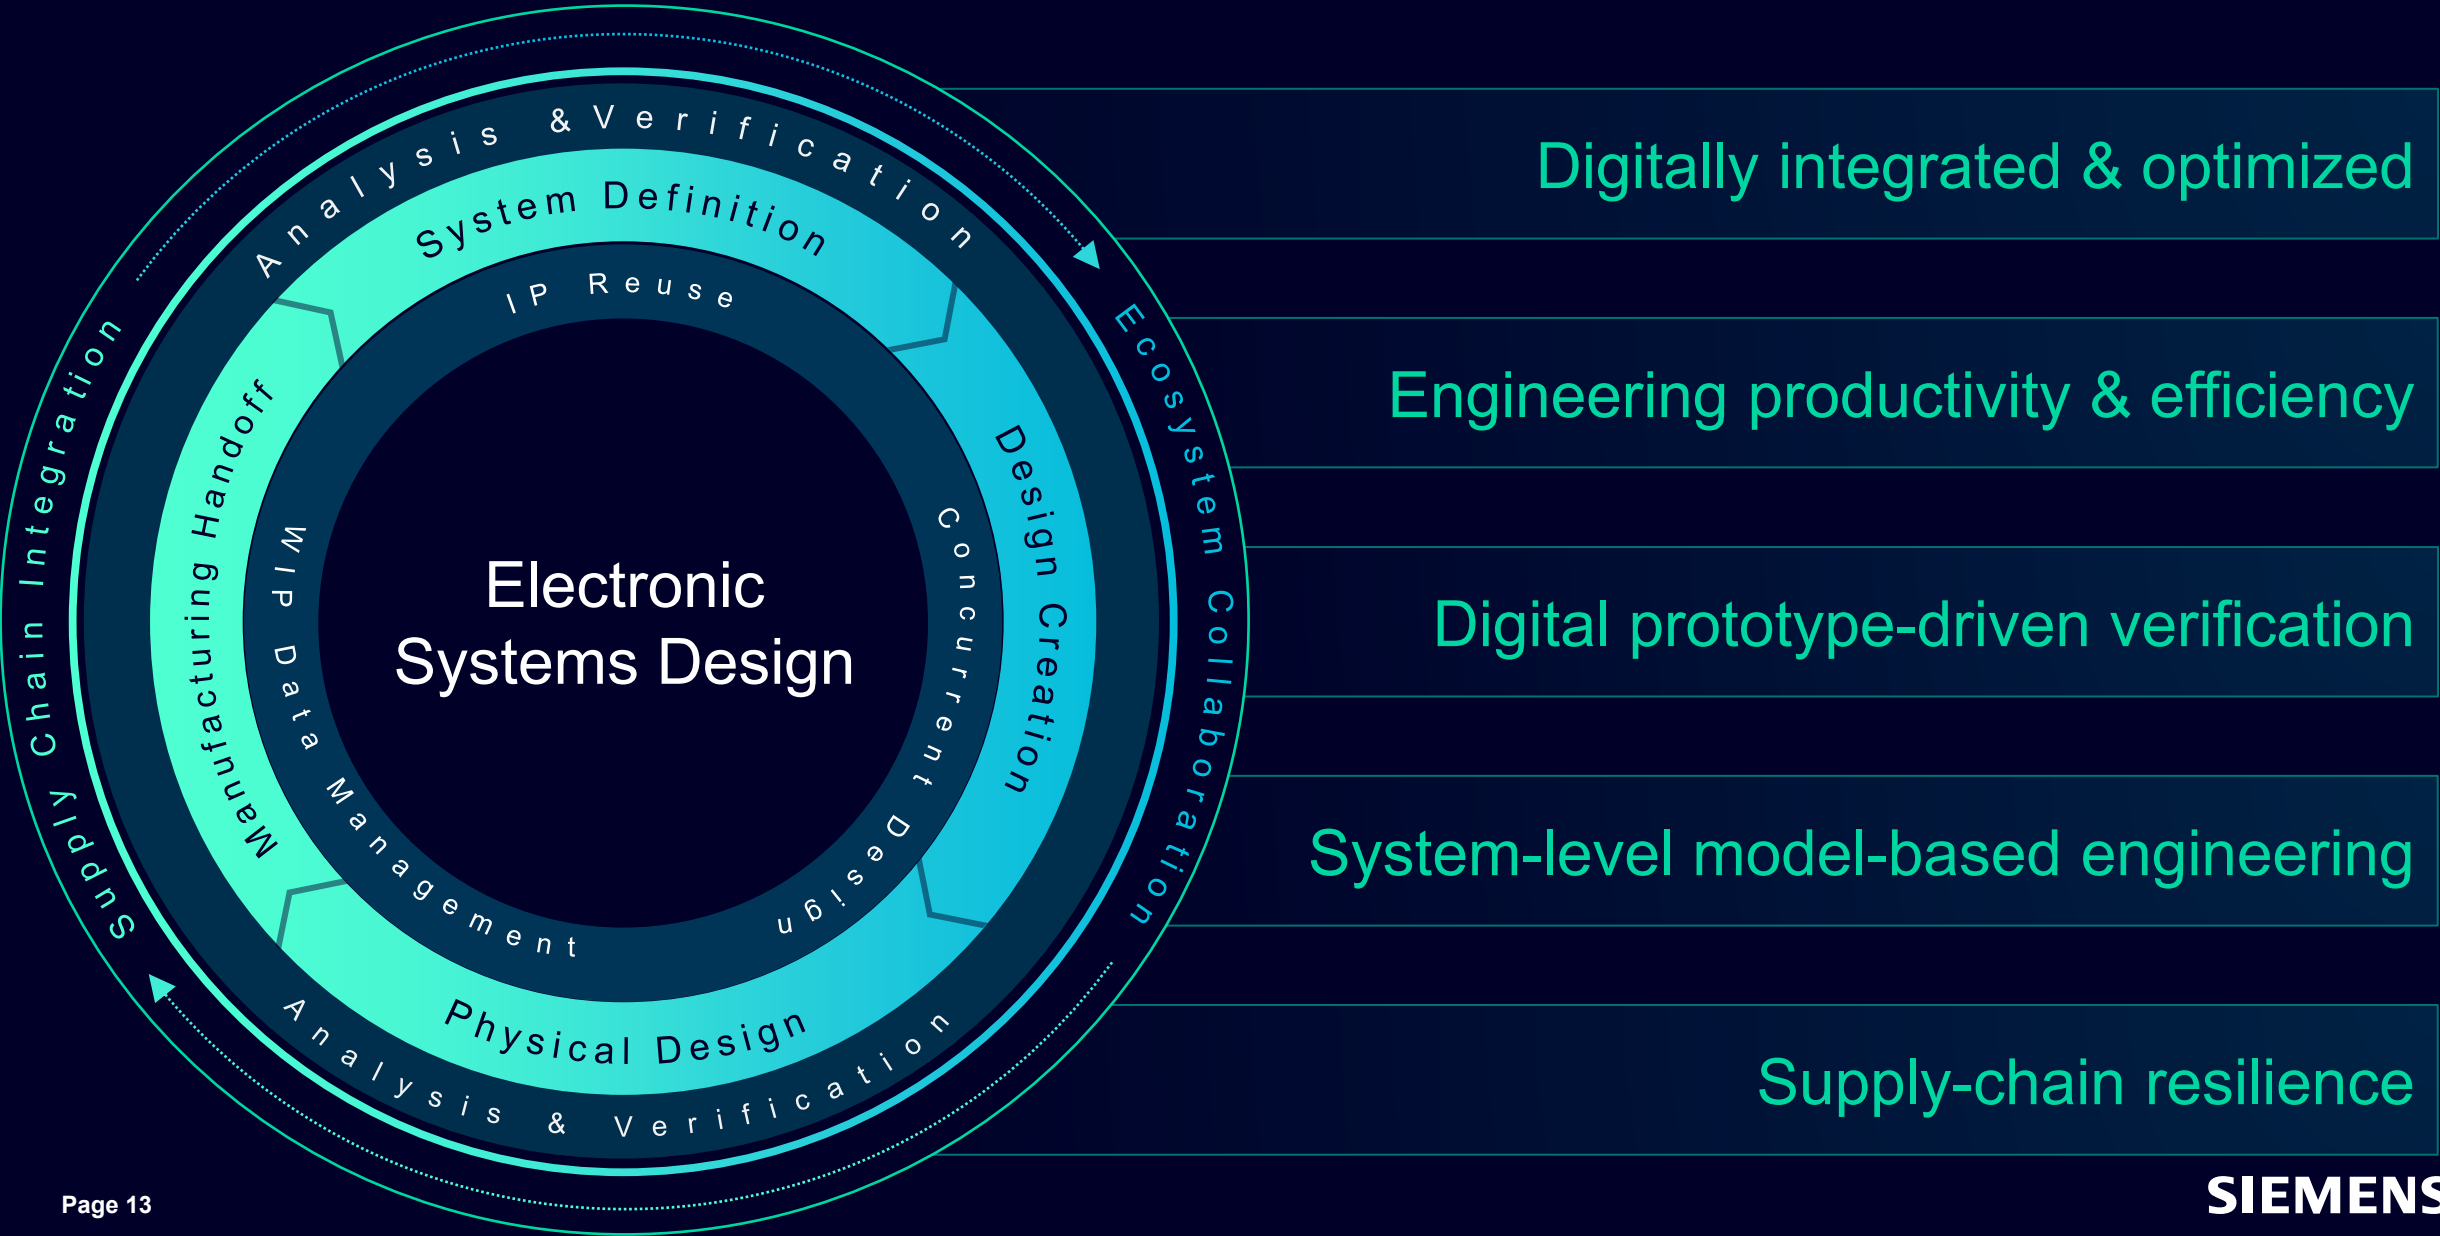 Analysis &Verification
System Definition
IP Reuse
Supply Chain Integration
Manufacturing Handoff
WIP Data Management
Electronic
Systems Design
Concurrent Design
Design Creation
Ecosystem Collaboration
Physical Design
Analysis & Verification
Digitally integrated & optimized
Engineering productivity & efficiency
Digital prototype-driven verification
System-level model-based engineering
Supply-chain resilience
Page 13
SIEMENS